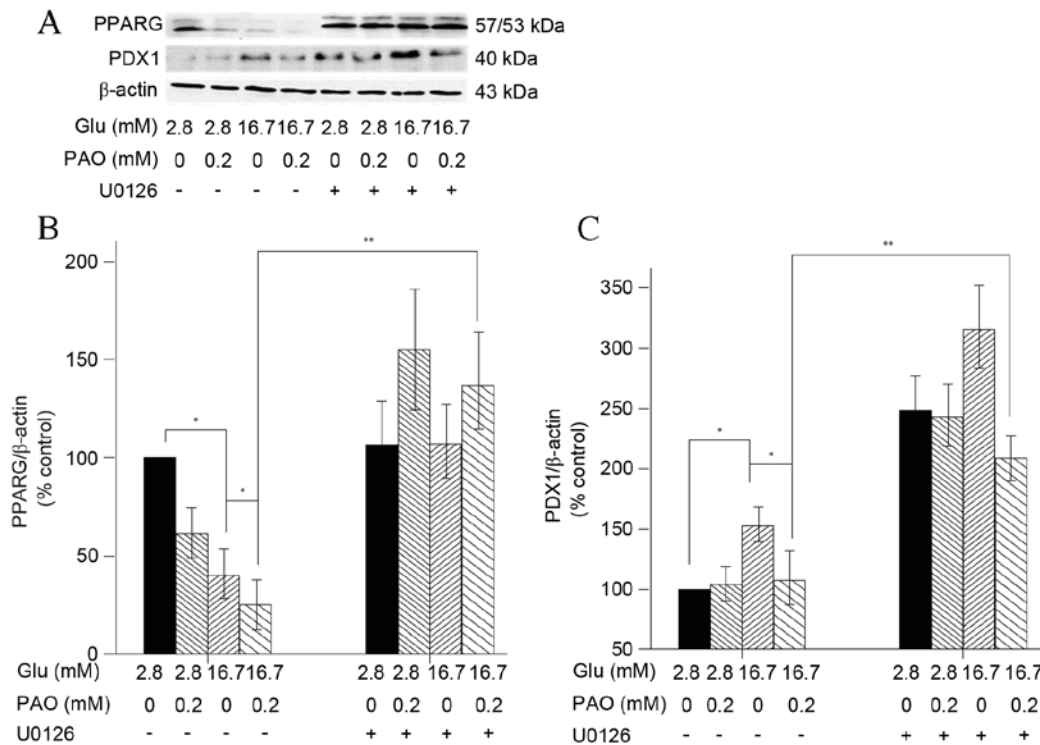 A
PPARG 57/53 kDa
PDX1 40 kDa
β-actin 43 kDa
Glu (mM) 2.8 2.8 16.7 16.7 2.8 2.8 16.7 16.7
PAO (mM) 0 0.2 0 0.2 0 0.2 0 0.2
U0126 - - - - + + + +
B
**
200
150
100
50
0
*
*
PPARG/β-actin
(% control)
Glu (mM) 2.8 2.8 16.7 16.7 2.8 2.8 16.7 16.7
PAO (mM) 0 0.2 0 0.2 0 0.2 0 0.2
U0126 - - - - + + + +
C
**
350
300
250
200
150
100
50
*
*
PDX1/β-actin
(% control)
Glu (mM) 2.8 2.8 16.7 16.7 2.8 2.8 16.7 16.7
PAO (mM) 0 0.2 0 0.2 0 0.2 0 0.2
U0126 - - - - + + + +